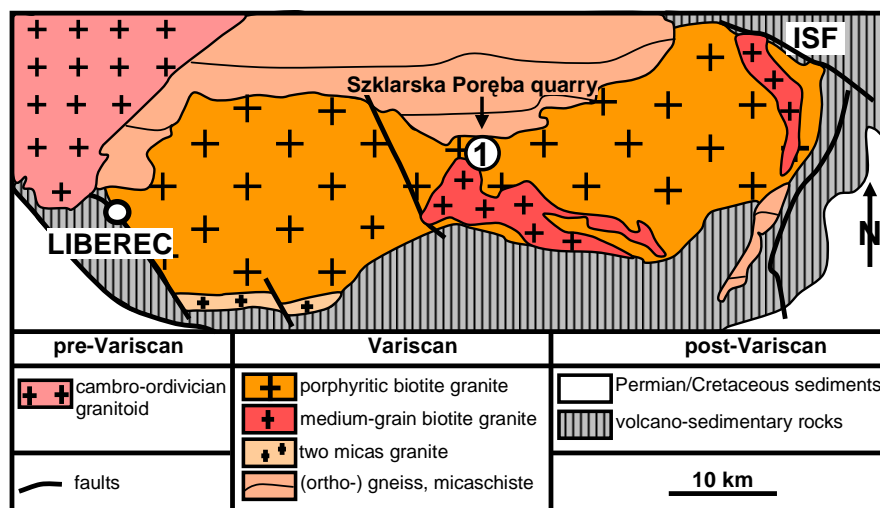 ISF
Szklarska Poręba quarry
1
LIBEREC
N
pre-Variscan
Variscan
post-Variscan
cambro-ordivician
granitoid
porphyritic biotite granite
medium-grain biotite granite
two micas granite
(ortho-) gneiss, micaschiste
Permian/Cretaceous sediments
volcano-sedimentary rocks
faults
10 km